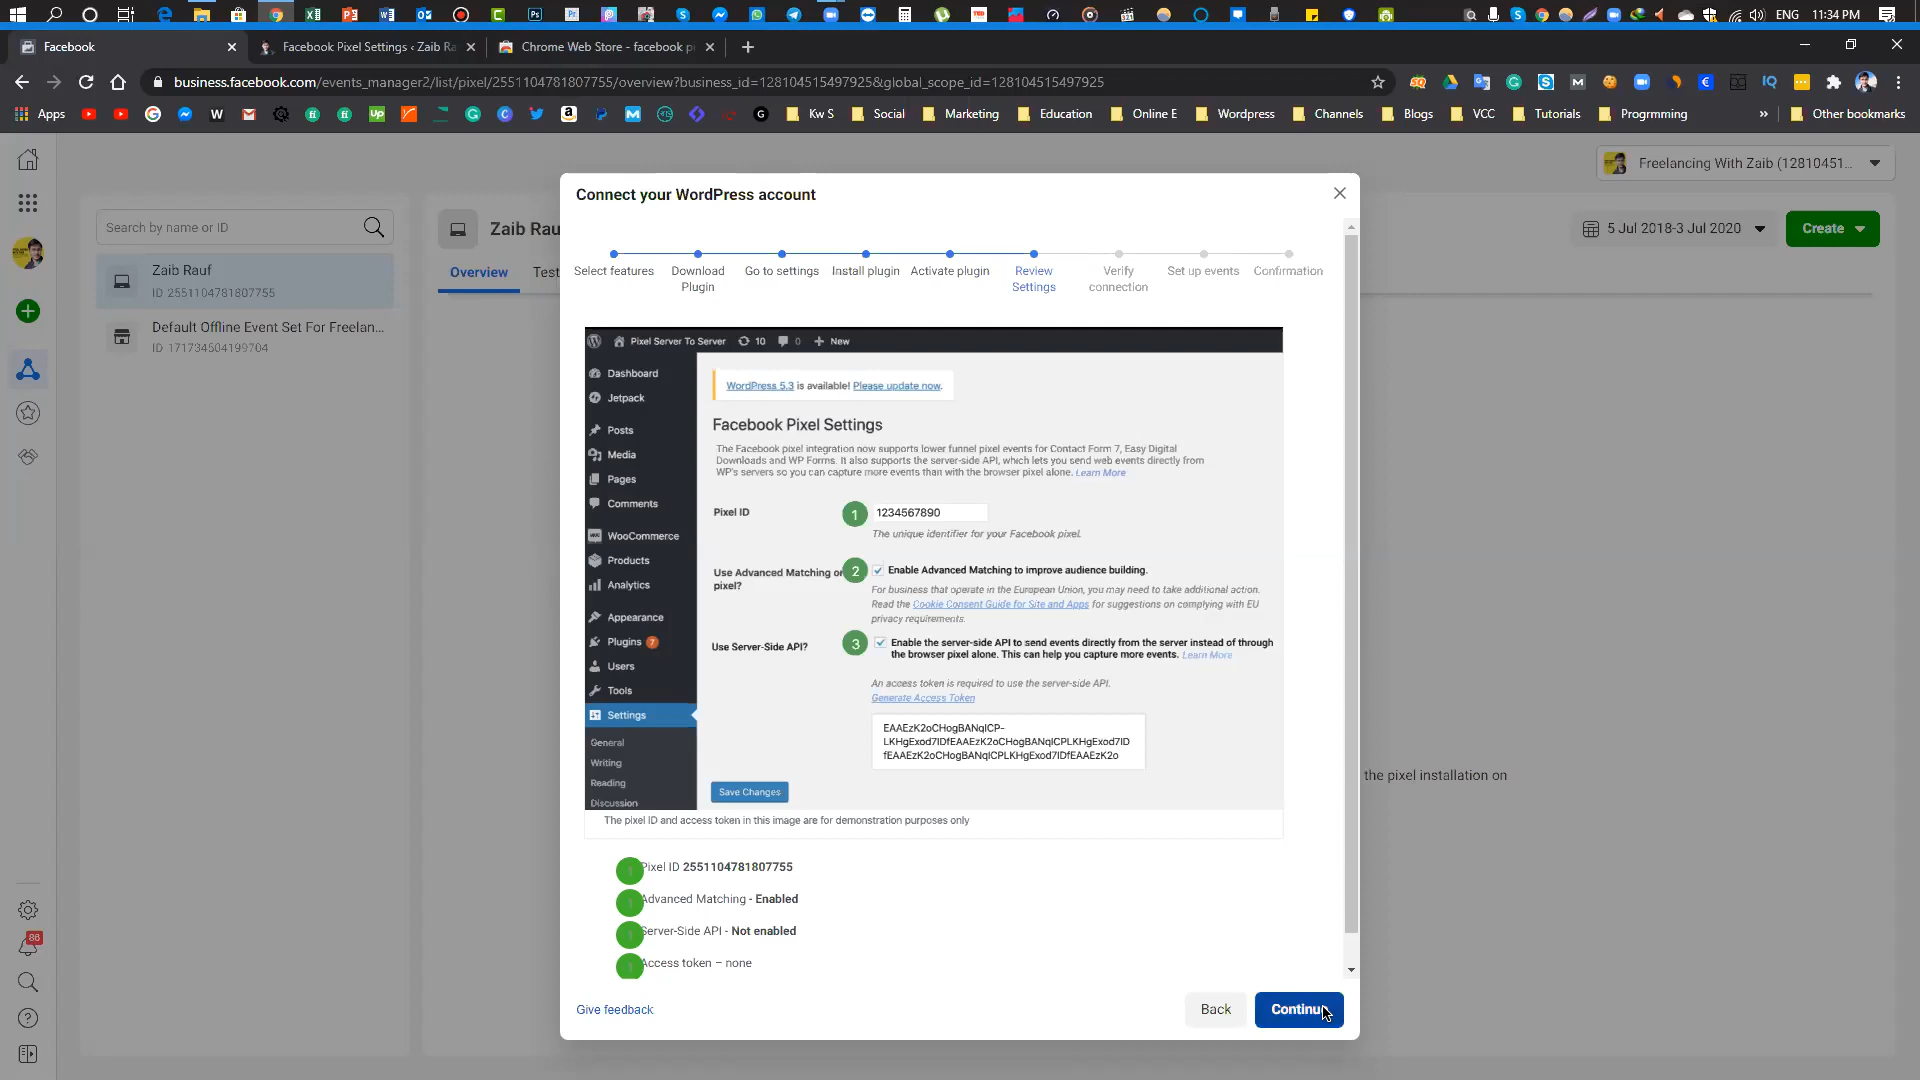 ENG
11:34 PM
Facebook
Facebook Pixel Settings ‹ Zaib Ra
Chrome Web Store - facebook p
business.facebook.com/events_manager2/list/pixel/2551104781807755/overview?business_id=128104515497925&global_scope_id=128104515497925
Apps
Kw S
Social
Marketing
Education
Online E
Wordpress
Channels
Blogs
VCC
Tutorials
Progrmming
»
Other bookmarks
Freelancing With Zaib (12810451...
Search by name or ID
Zaib Rauf
ID 2551104781807755
Default Offline Event Set For Freelan...
ID 171734504199704
Zaib Rau
Overview
Test
5 Jul 2018-3 Jul 2020
Create
the pixel installation on
86
Connect your WordPress account
Select features
Download Plugin
Go to settings
Install plugin
Activate plugin
Review Settings
Verify connection
Set up events
Confirmation
Pixel Server To Server
10
0
New
Dashboard
Jetpack
Posts
Media
Pages
Comments
WooCommerce
Products
Analytics
Appearance
Plugins 7
Users
Tools
Settings
General
Writing
Reading
Discussion
WordPress 5.3 is available! Please update now.
Facebook Pixel Settings
The Facebook pixel integration now supports lower funnel pixel events for Contact Form 7, Easy Digital
Downloads and WP Forms. It also supports the server-side API, which lets you send web events directly from
WP's servers so you can capture more events than with the browser pixel alone. Learn More
Pixel ID
1
1234567890
The unique identifier for your Facebook pixel.
Use Advanced Matching on
pixel?
2
Enable Advanced Matching to improve audience building.
For business that operate in the European Union, you may need to take additional action.
Read the Cookie Consent Guide for Site and Apps for suggestions on complying with EU
privacy requirements.
Use Server-Side API?
3
Enable the server-side API to send events directly from the server instead of through
the browser pixel alone. This can help you capture more events. Learn More
An access token is required to use the server-side API.
Generate Access Token
EAAEzK2oCHogBANqICP-
LKHgExod7IDfEAAEzK2oCHogBANqICPLKHgExod7ID
fEAAEzK2oCHogBANqICPLKHgExod7IDfEAAEzK2o
Save Changes
The pixel ID and access token in this image are for demonstration purposes only
Pixel ID 2551104781807755
Advanced Matching - Enabled
Server-Side API - Not enabled
Access token – none
Give feedback
Back
Continue